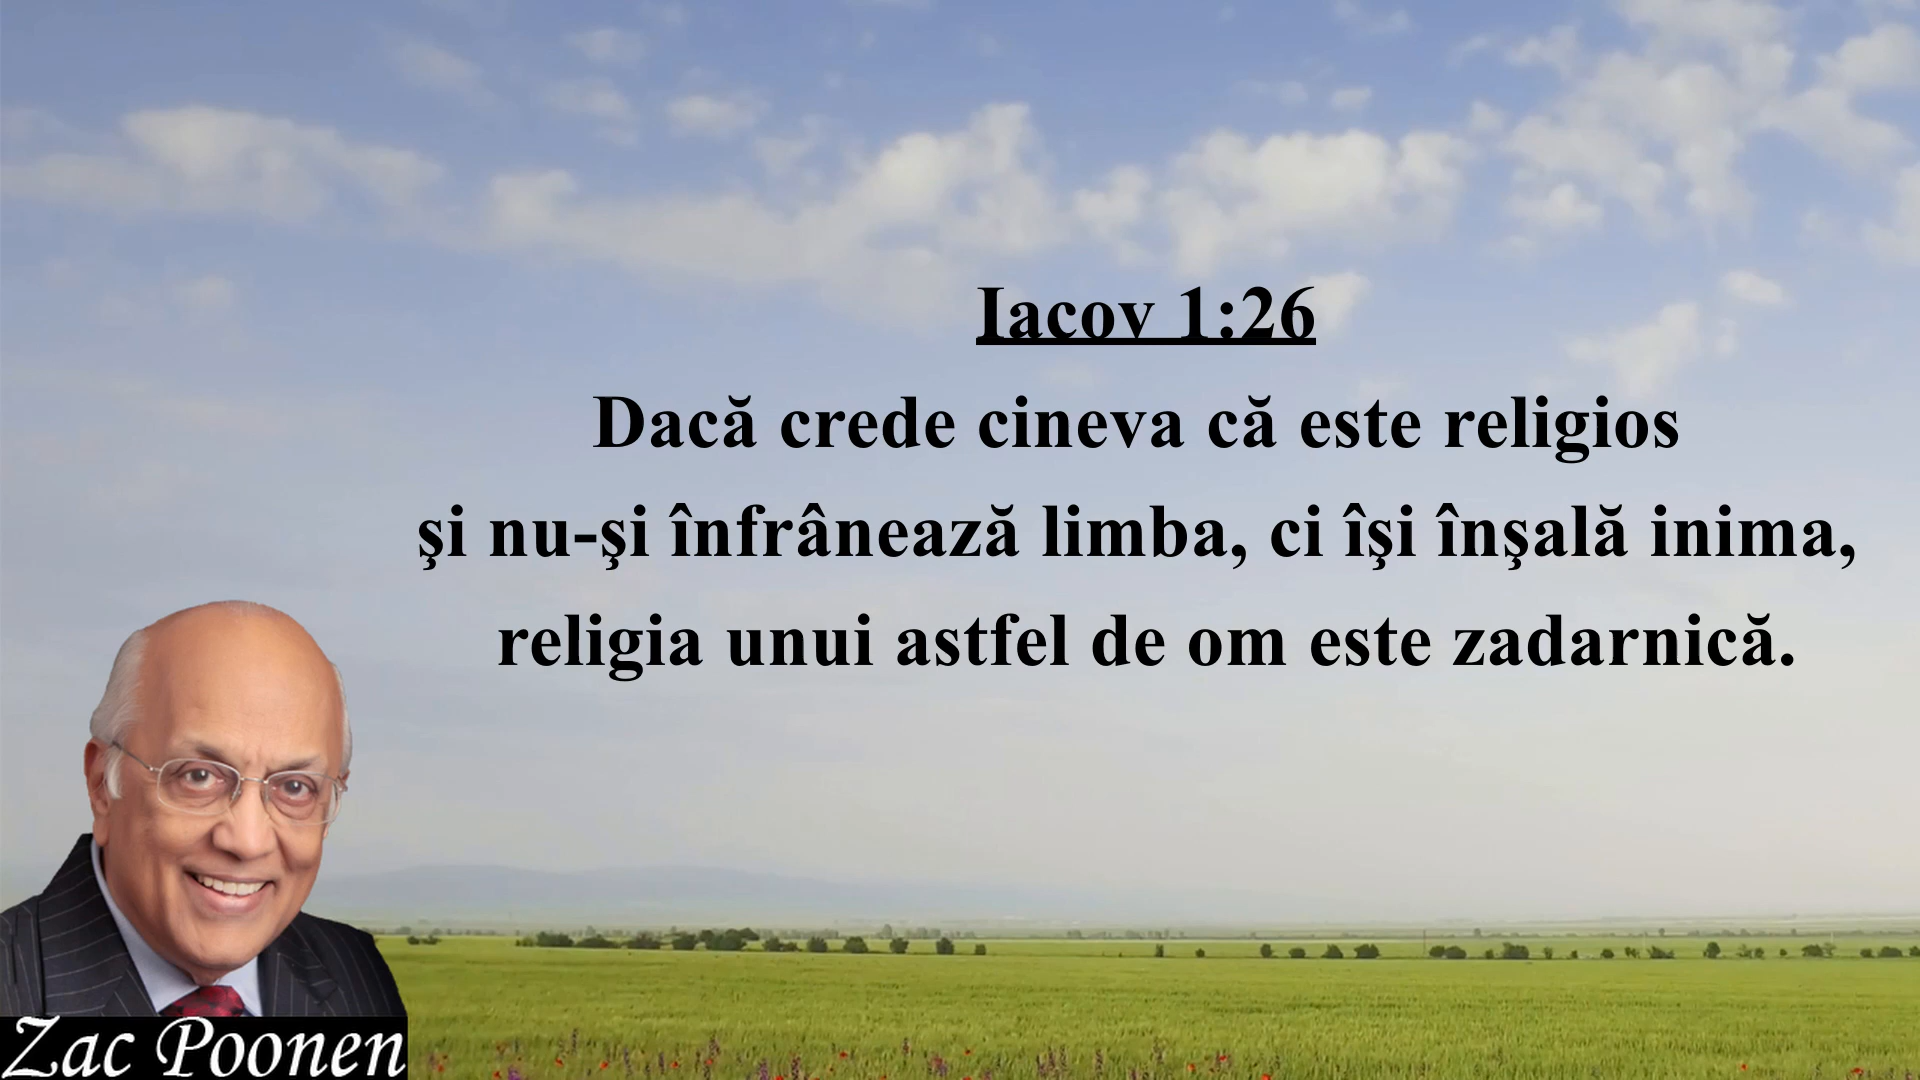 Iacov 1:26
Dacă crede cineva că este religios
şi nu-şi înfrânează limba, ci îşi înşală inima,
religia unui astfel de om este zadarnică.
Zac Poonen